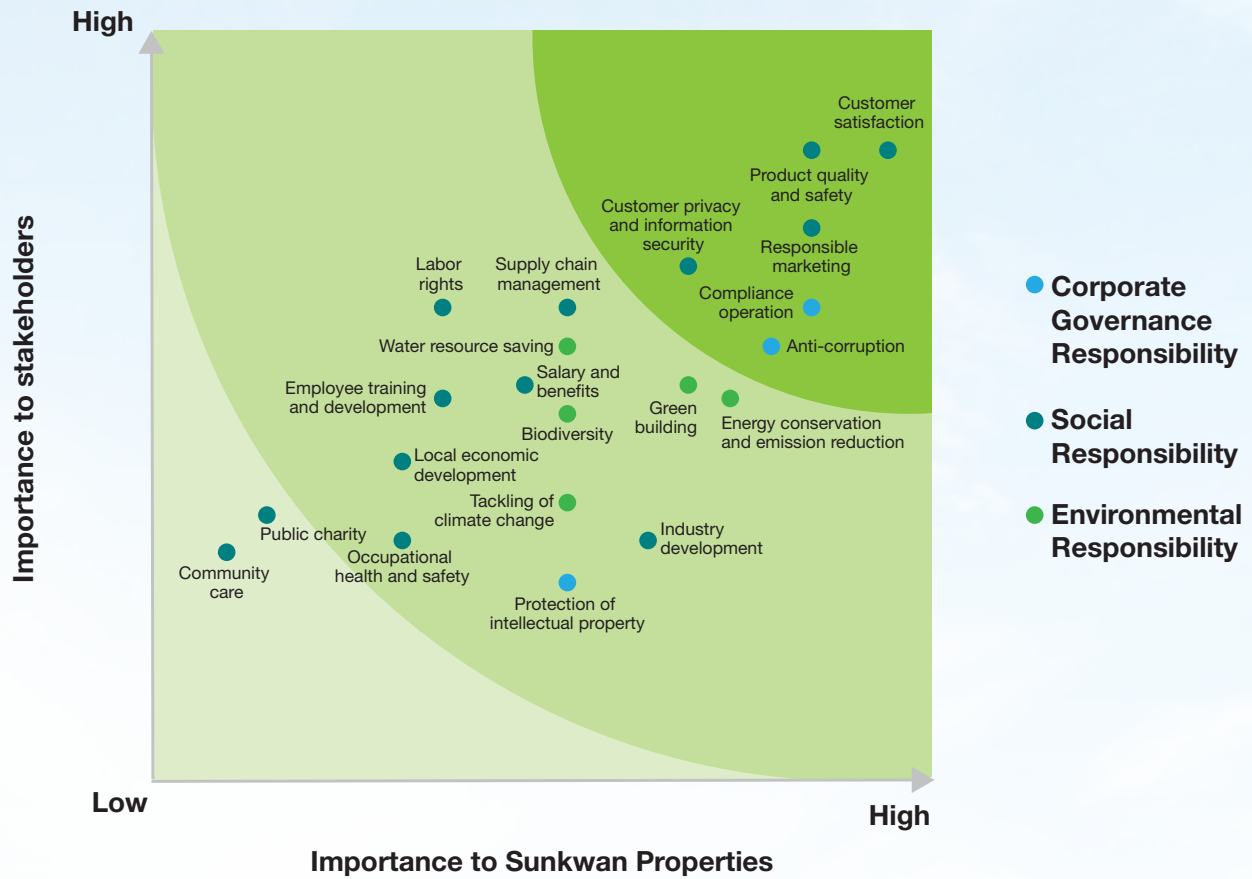 High
Customer
satisfaction
Product quality
and safety
Customer privacy
and information
security
Responsible
marketing
Labor
rights
Supply chain
management
Compliance
operation
Water resource saving
Anti-corruption
Employee training
and development
Salary and
benefits
Green
building
Energy conservation
and emission reduction
Biodiversity
Local economic
development
Tackling of
climate change
Public charity
Industry
development
Occupational
health and safety
Community
care
Protection of
intellectual property
Low
High
Importance to stakeholders
Importance to Sunkwan Properties
Corporate
Governance
Responsibility
Social
Responsibility
Environmental
Responsibility